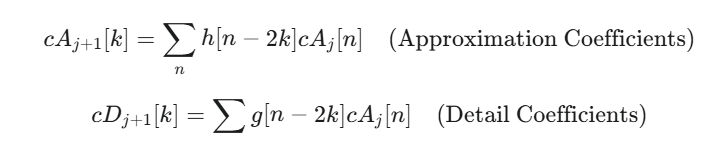 cA_{j+1}[k] = \sum_n h[n − 2k]cA_j[n] (Approximation Coefficients)
cD_{j+1}[k] = \sum g[n − 2k]cA_j[n] (Detail Coefficients)